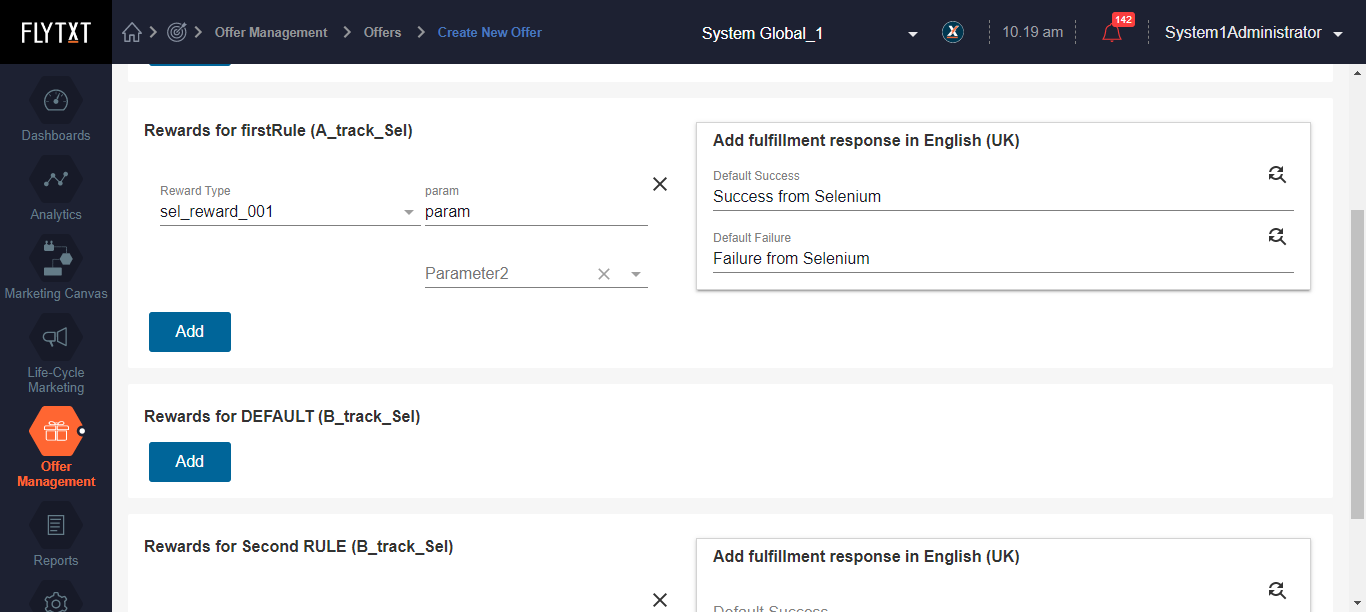 FLYTXT
Offer Management
Offers
Create New Offer
System Global_1
X
10.19 am
142
System1Administrator
Dashboards
Analytics
Marketing Canvas
Life-Cycle
Marketing
Offer
Management
Reports
Rewards for firstRule (A_track_Sel)
Reward Type
sel_reward_001
param
param
Parameter2
Add
Add fulfillment response in English (UK)
Default Success
Success from Selenium
Default Failure
Failure from Selenium
Rewards for DEFAULT (B_track_Sel)
Add
Rewards for Second RULE (B_track_Sel)
Add fulfillment response in English (UK)
Default Success